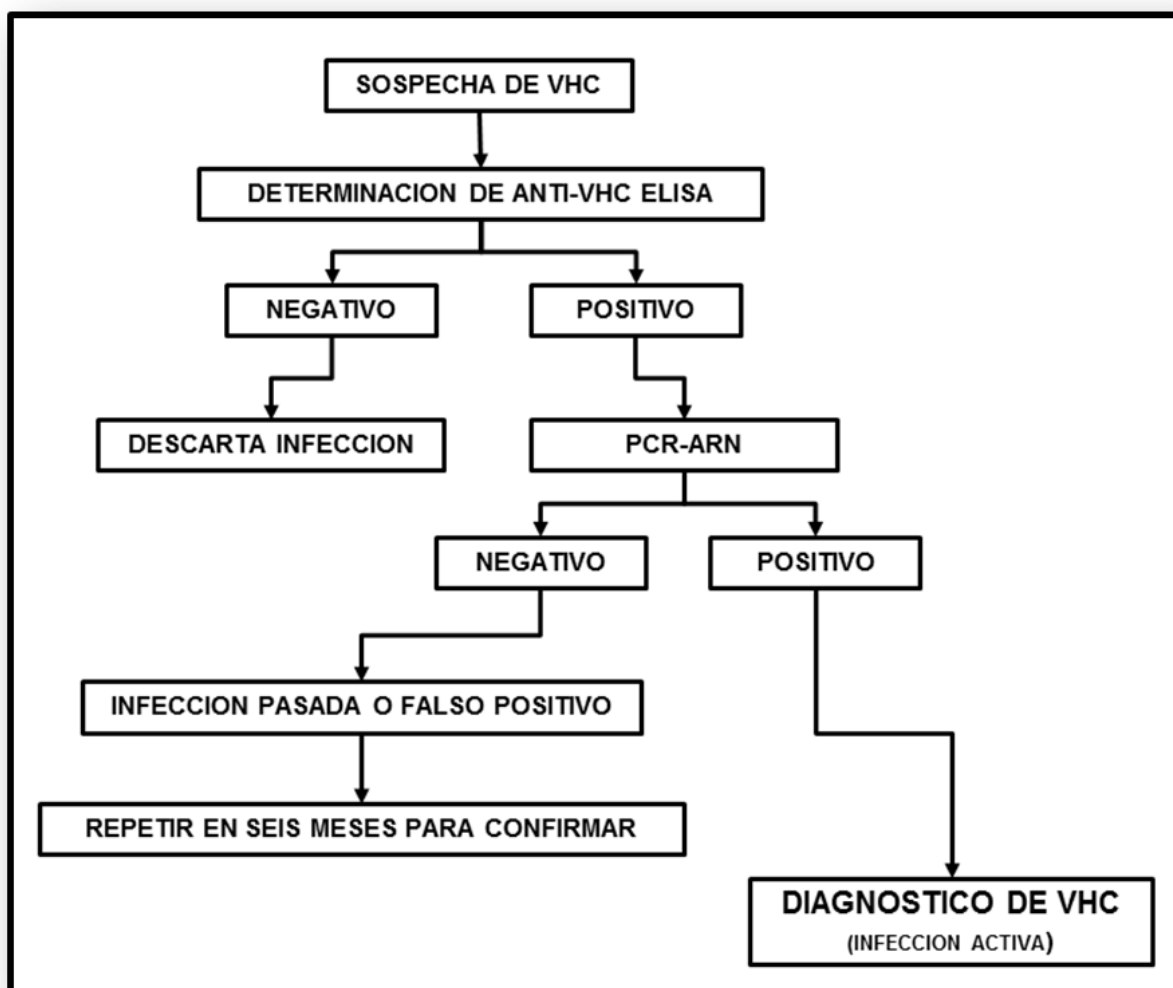 SOSPECHA DE VHC
DETERMINACION DE ANTI-VHC ELISA
NEGATIVO
POSITIVO
DESCARTA INFECCION
PCR-ARN
NEGATIVO
POSITIVO
INFECCION PASADA O FALSO POSITIVO
REPETIR EN SEIS MESES PARA CONFIRMAR
DIAGNOSTICO DE VHC
(INFECCION ACTIVA)